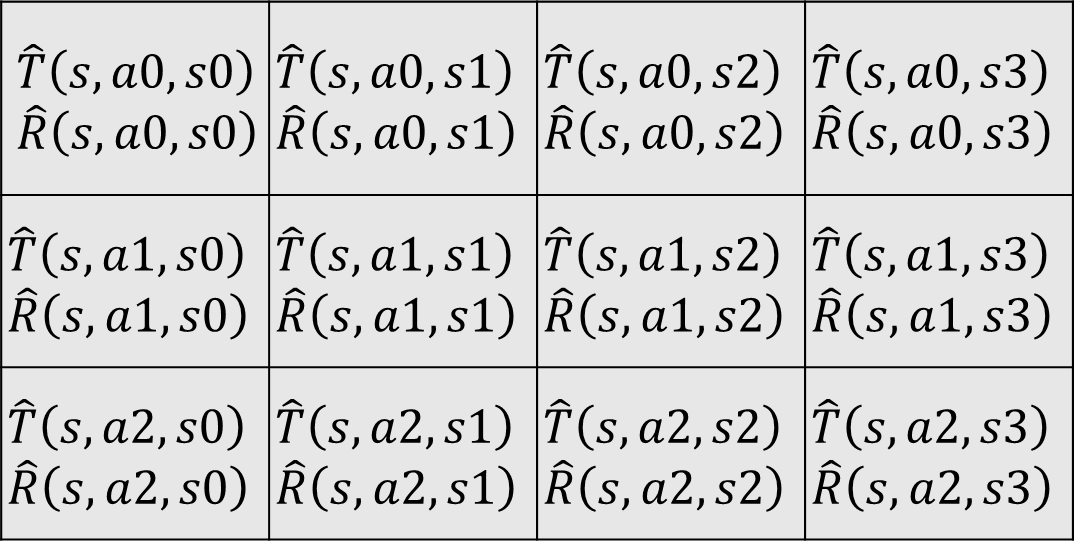 T̂(s, a0, s0) T̂(s, a0, s1) T̂(s, a0, s2) T̂(s, a0, s3)
R̂(s, a0, s0) R̂(s, a0, s1) R̂(s, a0, s2) R̂(s, a0, s3)
T̂(s, a1, s0) T̂(s, a1, s1) T̂(s, a1, s2) T̂(s, a1, s3)
R̂(s, a1, s0) R̂(s, a1, s1) R̂(s, a1, s2) R̂(s, a1, s3)
T̂(s, a2, s0) T̂(s, a2, s1) T̂(s, a2, s2) T̂(s, a2, s3)
R̂(s, a2, s0) R̂(s, a2, s1) R̂(s, a2, s2) R̂(s, a2, s3)